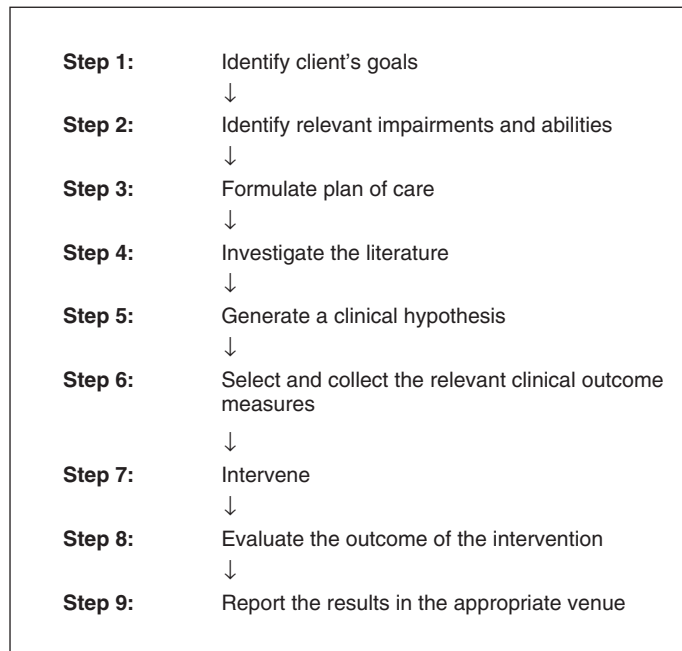 Step 1: Identify client's goals
↓
Step 2: Identify relevant impairments and abilities
↓
Step 3: Formulate plan of care
↓
Step 4: Investigate the literature
↓
Step 5: Generate a clinical hypothesis
↓
Step 6: Select and collect the relevant clinical outcome
measures
↓
Step 7: Intervene
↓
Step 8: Evaluate the outcome of the intervention
↓
Step 9: Report the results in the appropriate venue